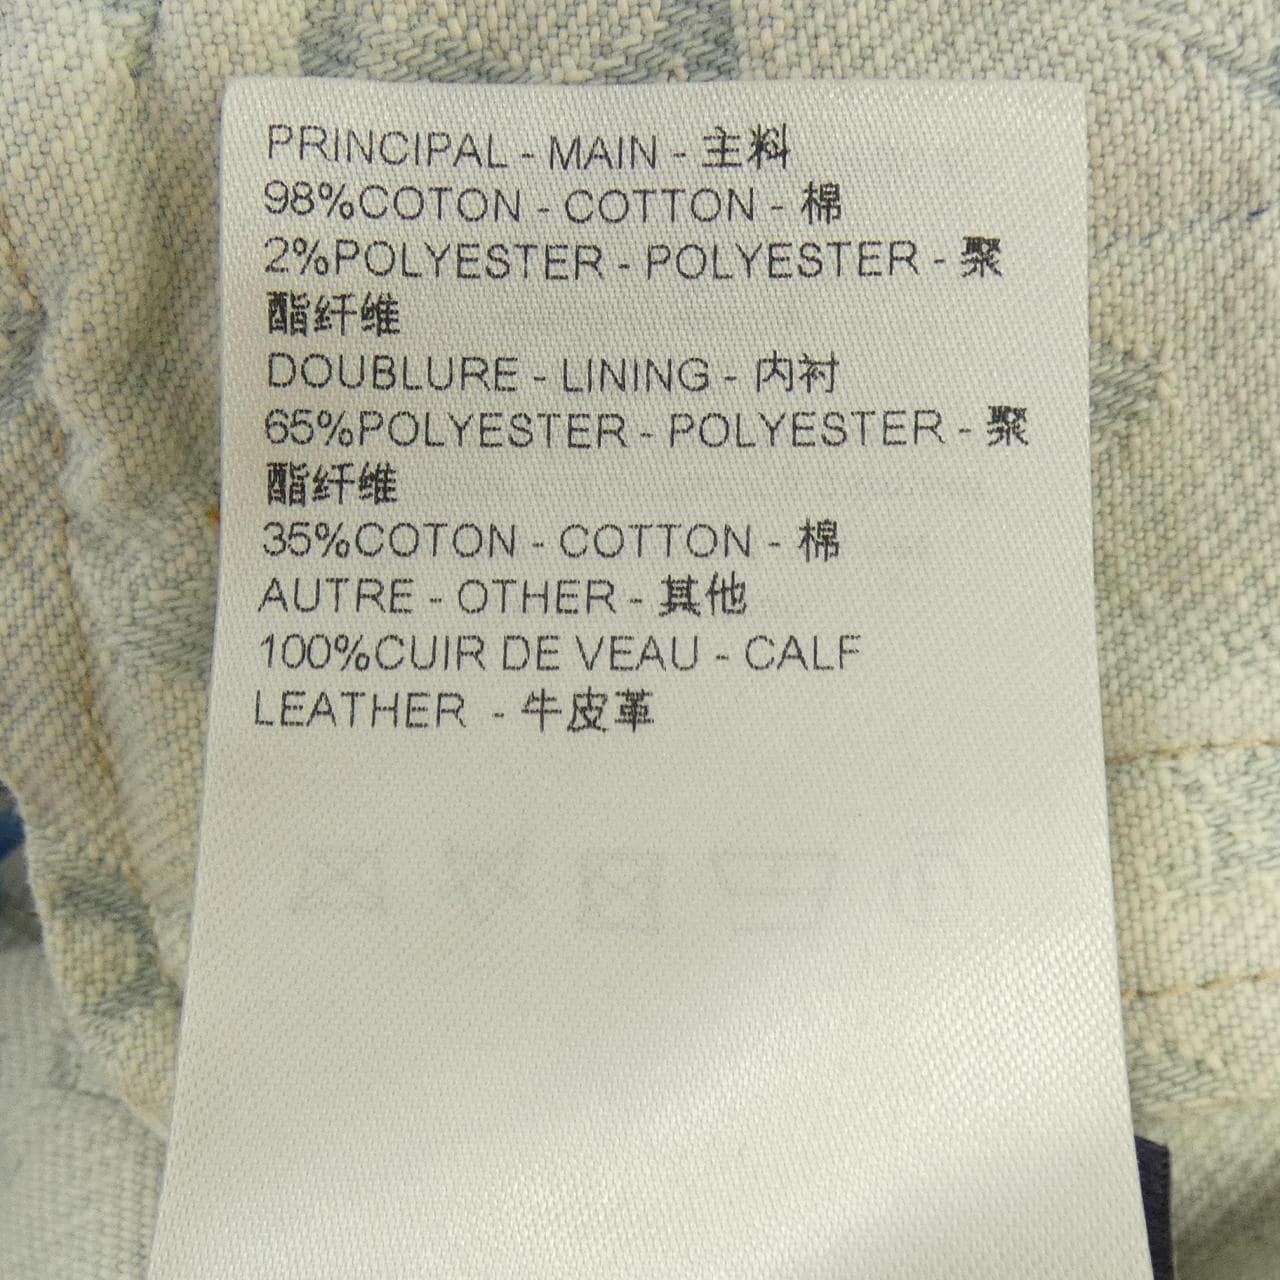 PRINCIPAL - MAIN - 主料
98%COTON - COTTON - 棉
2%POLYESTER - POLYESTER - 聚
酯纤维
DOUBLURE - LINING - 内衬
65%POLYESTER - POLYESTER - 聚
酯纤维
35%COTON - COTTON - 棉
AUTRE - OTHER - 其他
100%CUIR DE VEAU - CALF
LEATHER - 牛皮革